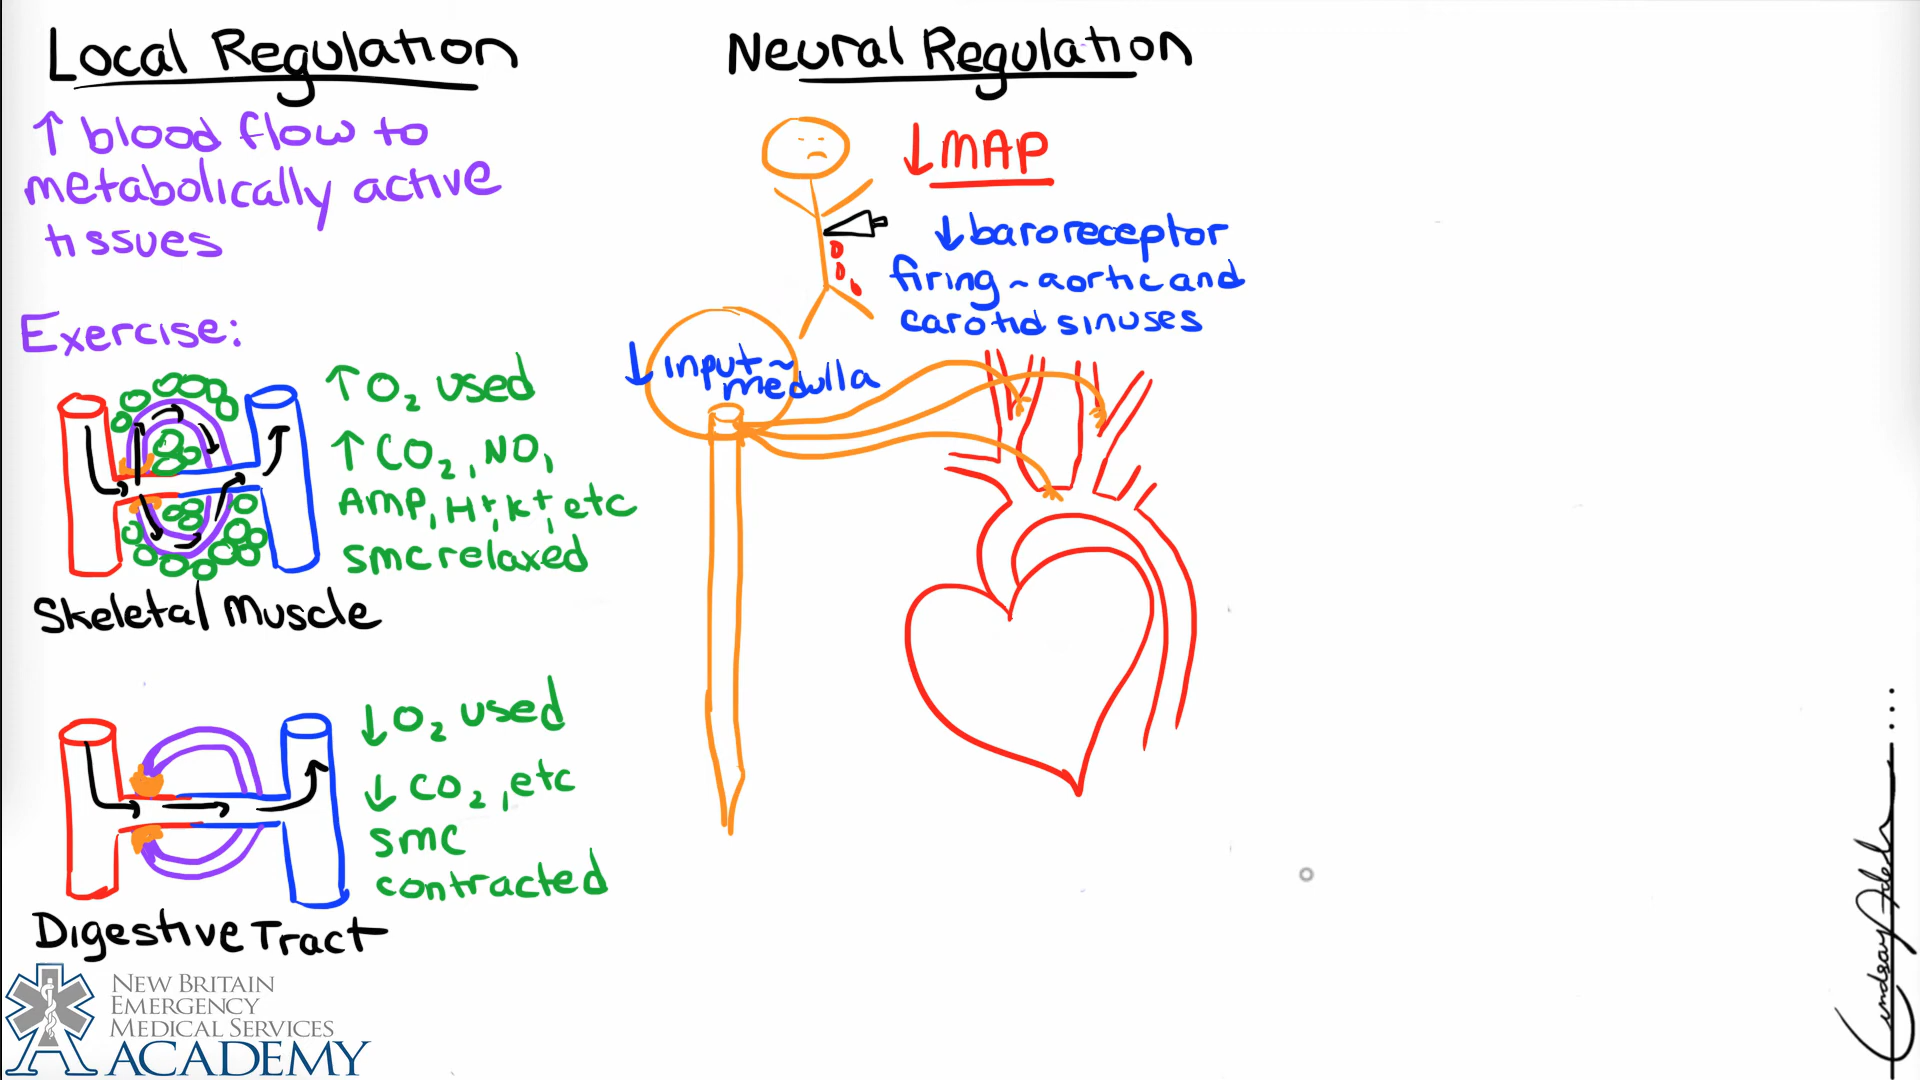 Local Regulation
↑ blood flow to
metabolically active
tissues
Exercise:
↑O₂ used
↑CO₂, NO,
AMP, H+, K+, etc
smc relaxed
Skeletal Muscle
↓O₂ used
↓CO₂, etc
smc
contracted
Digestive Tract
NEW BRITAIN
EMERGENCY
MEDICAL SERVICES
ACADEMY
Neural Regulation
↓MAP
↓baroreceptor
firing ~ aortic and
carotid sinuses
↓input ~
medulla